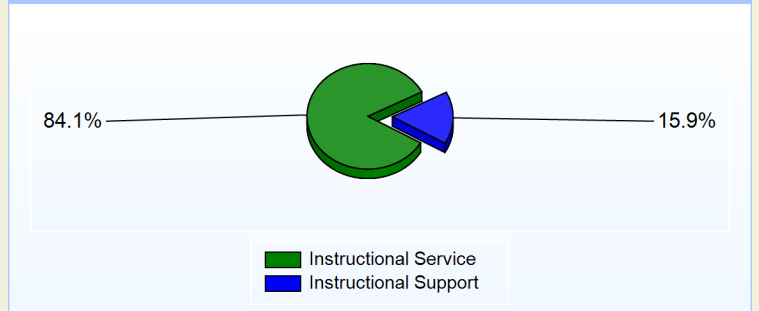 84.1%
15.9%
Instructional Service
Instructional Support